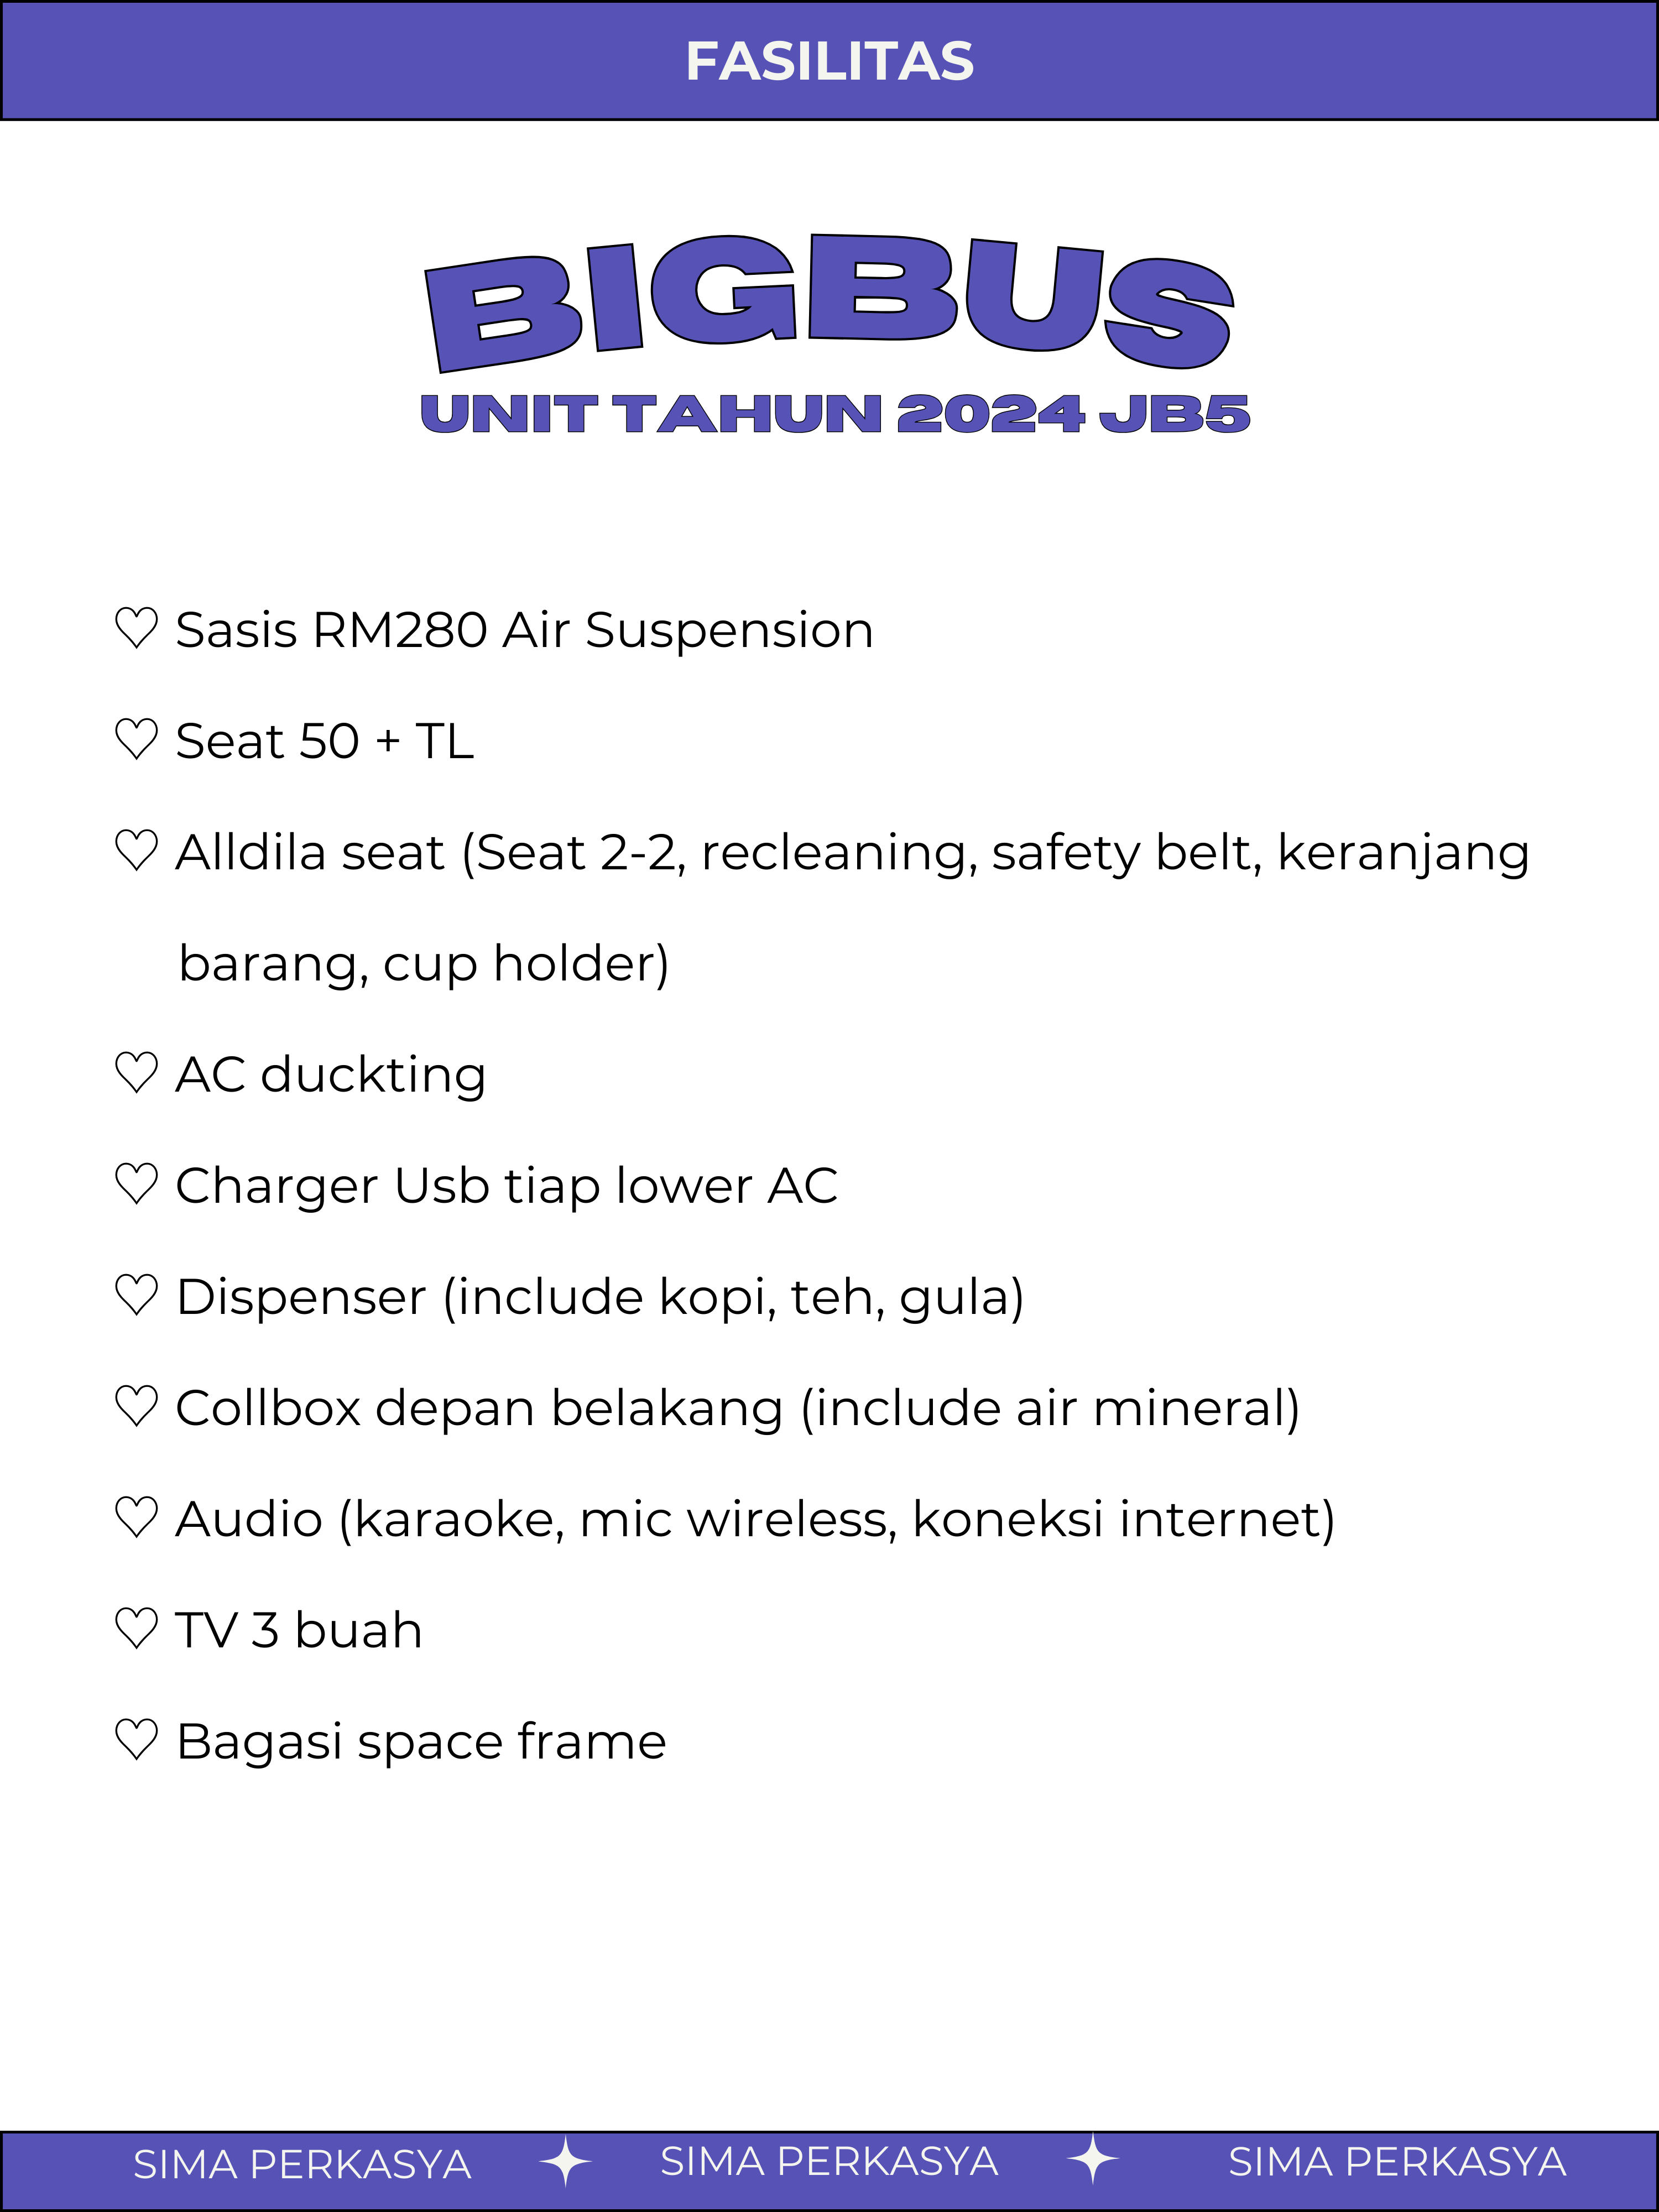 FASILITAS
BIGBUS
UNIT TAHUN 2024 JB5
♡ Sasis RM280 Air Suspension
♡ Seat 50 + TL
♡ Alldila seat (Seat 2-2, recleaning, safety belt, keranjang
barang, cup holder)
♡ AC duckting
♡ Charger Usb tiap lower AC
♡ Dispenser (include kopi, teh, gula)
♡ Collbox depan belakang (include air mineral)
♡ Audio (karaoke, mic wireless, koneksi internet)
♡ TV 3 buah
♡ Bagasi space frame
SIMA PERKASYA SIMA PERKASYA SIMA PERKASYA